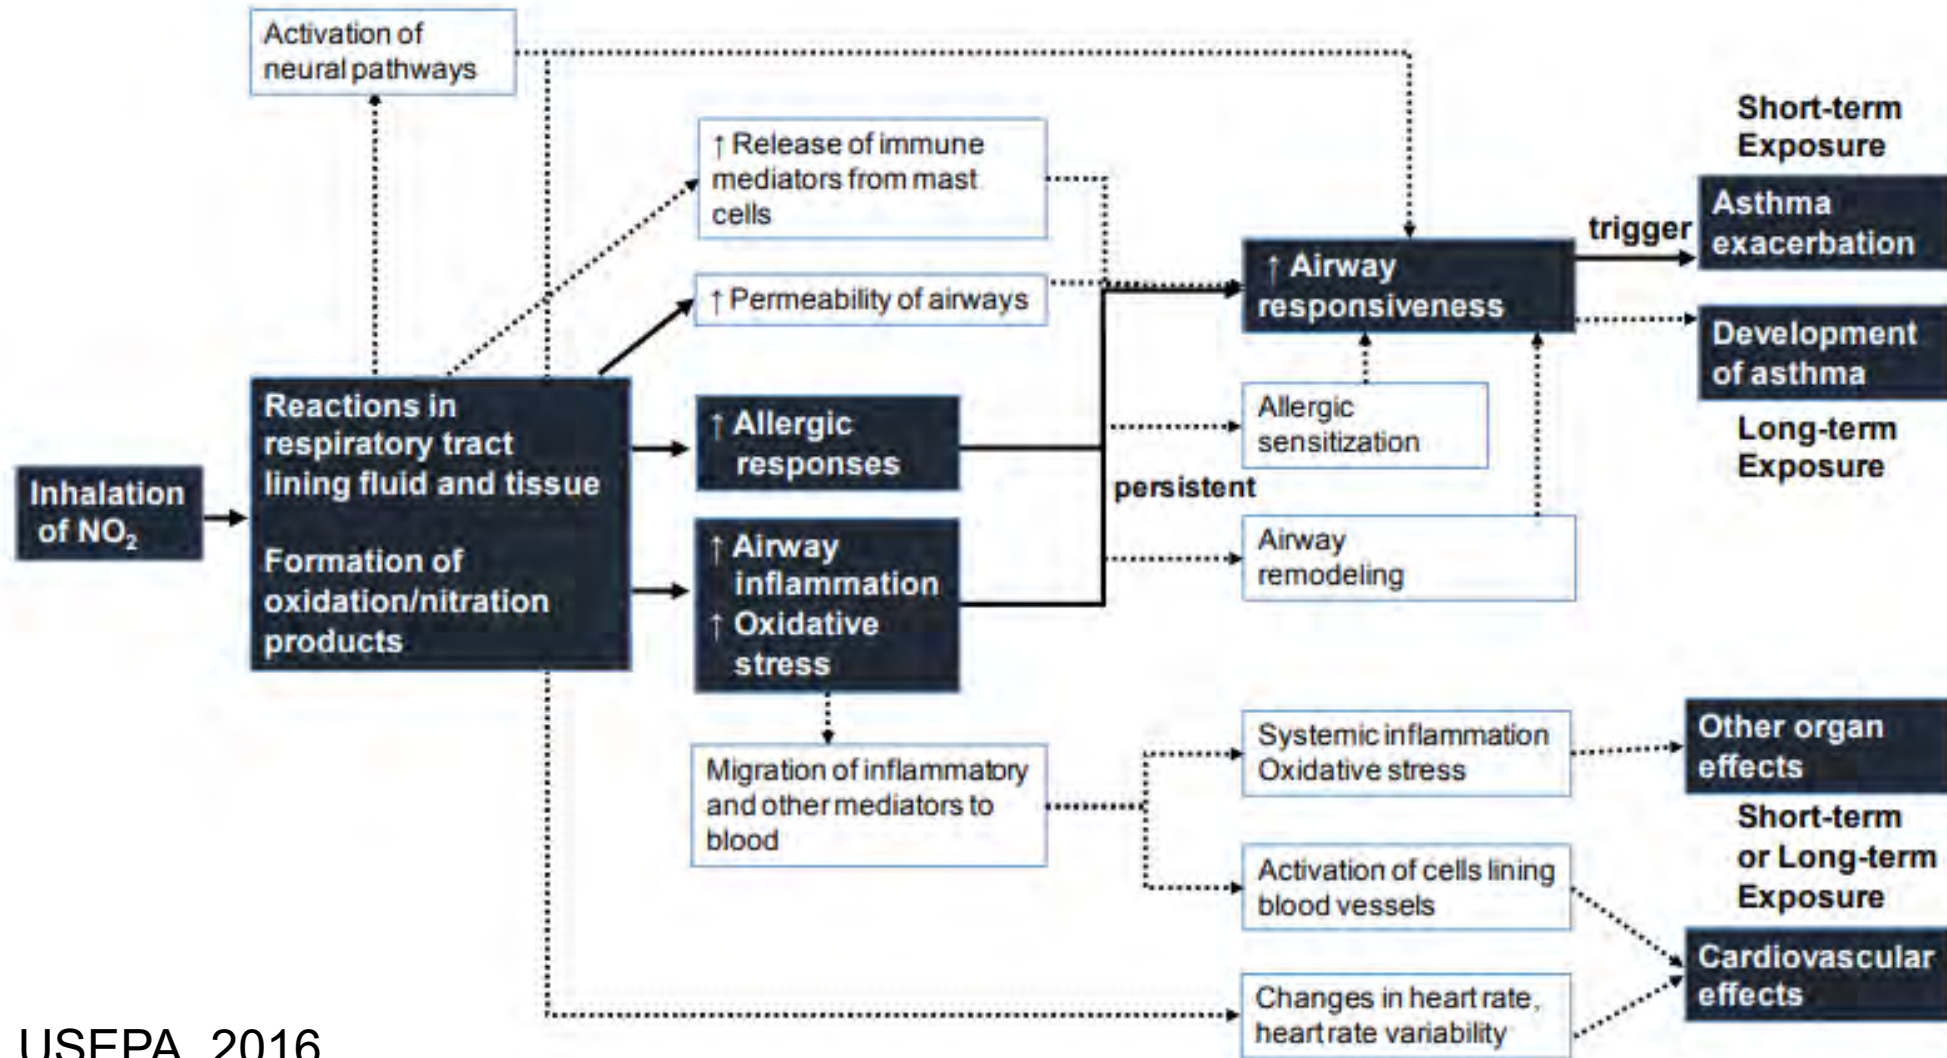 Activation of
neural pathways
↑ Release of immune
mediators from mast
cells
↑ Permeability of airways
Short-term
Exposure
Asthma
exacerbation
trigger
↑ Airway
responsiveness
Development
of asthma
Long-term
Exposure
Inhalation
of NO₂
Reactions in
respiratory tract
lining fluid and tissue
Formation of
oxidation/nitration
products
↑ Allergic
responses
↑ Airway
inflammation
↑ Oxidative
stress
persistent
Allergic
sensitization
Airway
remodeling
Migration of inflammatory
and other mediators to
blood
Systemic inflammation
Oxidative stress
Activation of cells lining
blood vessels
Changes in heart rate,
heart rate variability
Other organ
effects
Short-term
or Long-term
Exposure
Cardiovascular
effects
USEPA, 2016